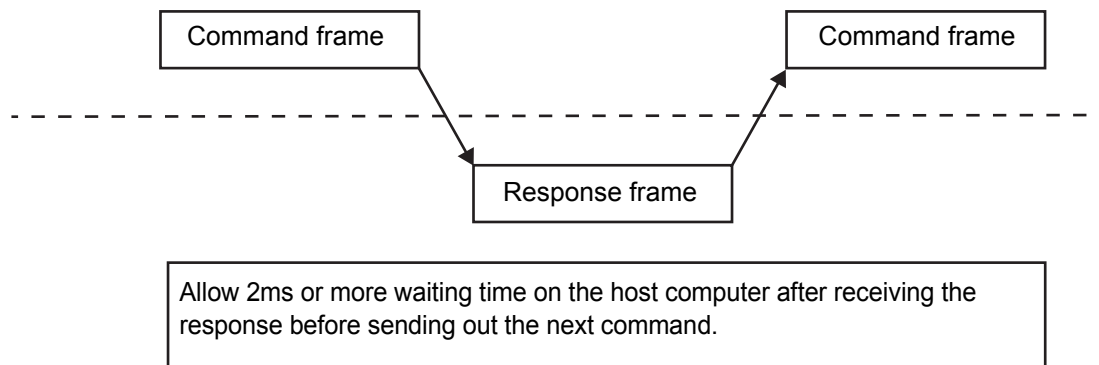 Command frame
Command frame
Response frame
Allow 2ms or more waiting time on the host computer after receiving the
response before sending out the next command.